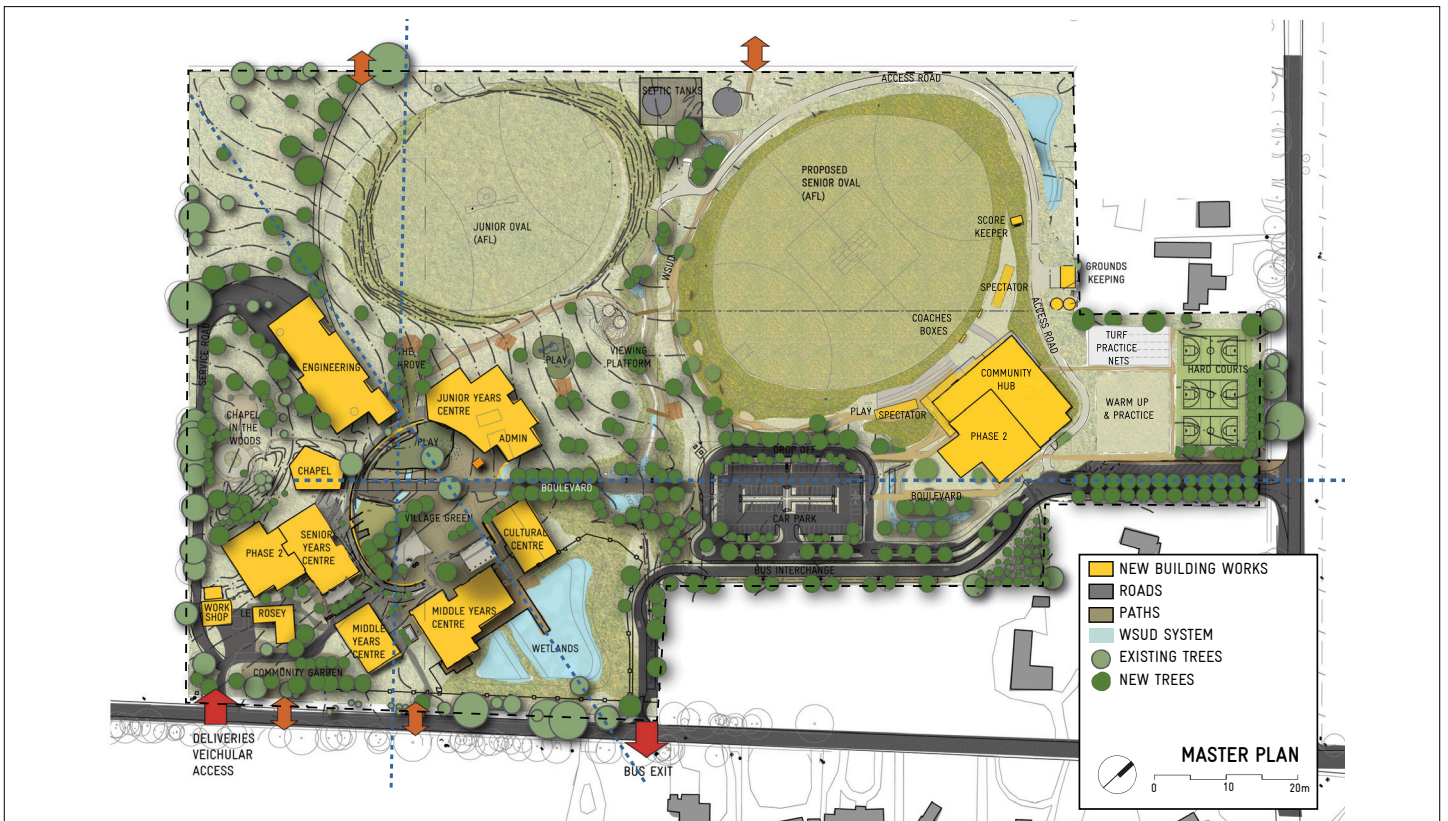 ACCESS ROAD
SEPTIC TANKS
PROPOSED
SENIOR OVAL
(AFL)
JUNIOR OVAL
(AFL)
SCORE
KEEPER
WSUD
GROUNDS
KEEPING
SPECTATOR
COACHES
BOXES
ACCESS ROAD
SERVICE ROAD
ENGINEERING
THE
GROVE
PLAY
VIEWING
PLATFORM
TURF
PRACTICE
NETS
HARD COURTS
COMMUNITY
HUB
JUNIOR YEARS
CENTRE
WARM UP
& PRACTICE
CHAPEL
IN THE
WOODS
PLAY
SPECTATOR
PLAY
ADMIN
PHASE 2
DROP OFF
CHAPEL
BOULEVARD
BOULEVARD
VILLAGE GREEN
CAR PARK
CULTURAL
CENTRE
SENIOR
YEARS
CENTRE
PHASE 2
BUS INTERCHANGE
WORK
SHOP
LE ROSEY
MIDDLE YEARS
CENTRE
MIDDLE
YEARS
CENTRE
WETLANDS
COMMUNITY GARDEN
DELIVERIES
VEICHULAR
ACCESS
BUS EXIT
NEW BUILDING WORKS
ROADS
PATHS
WSUD SYSTEM
EXISTING TREES
NEW TREES
MASTER PLAN
0 10 20m